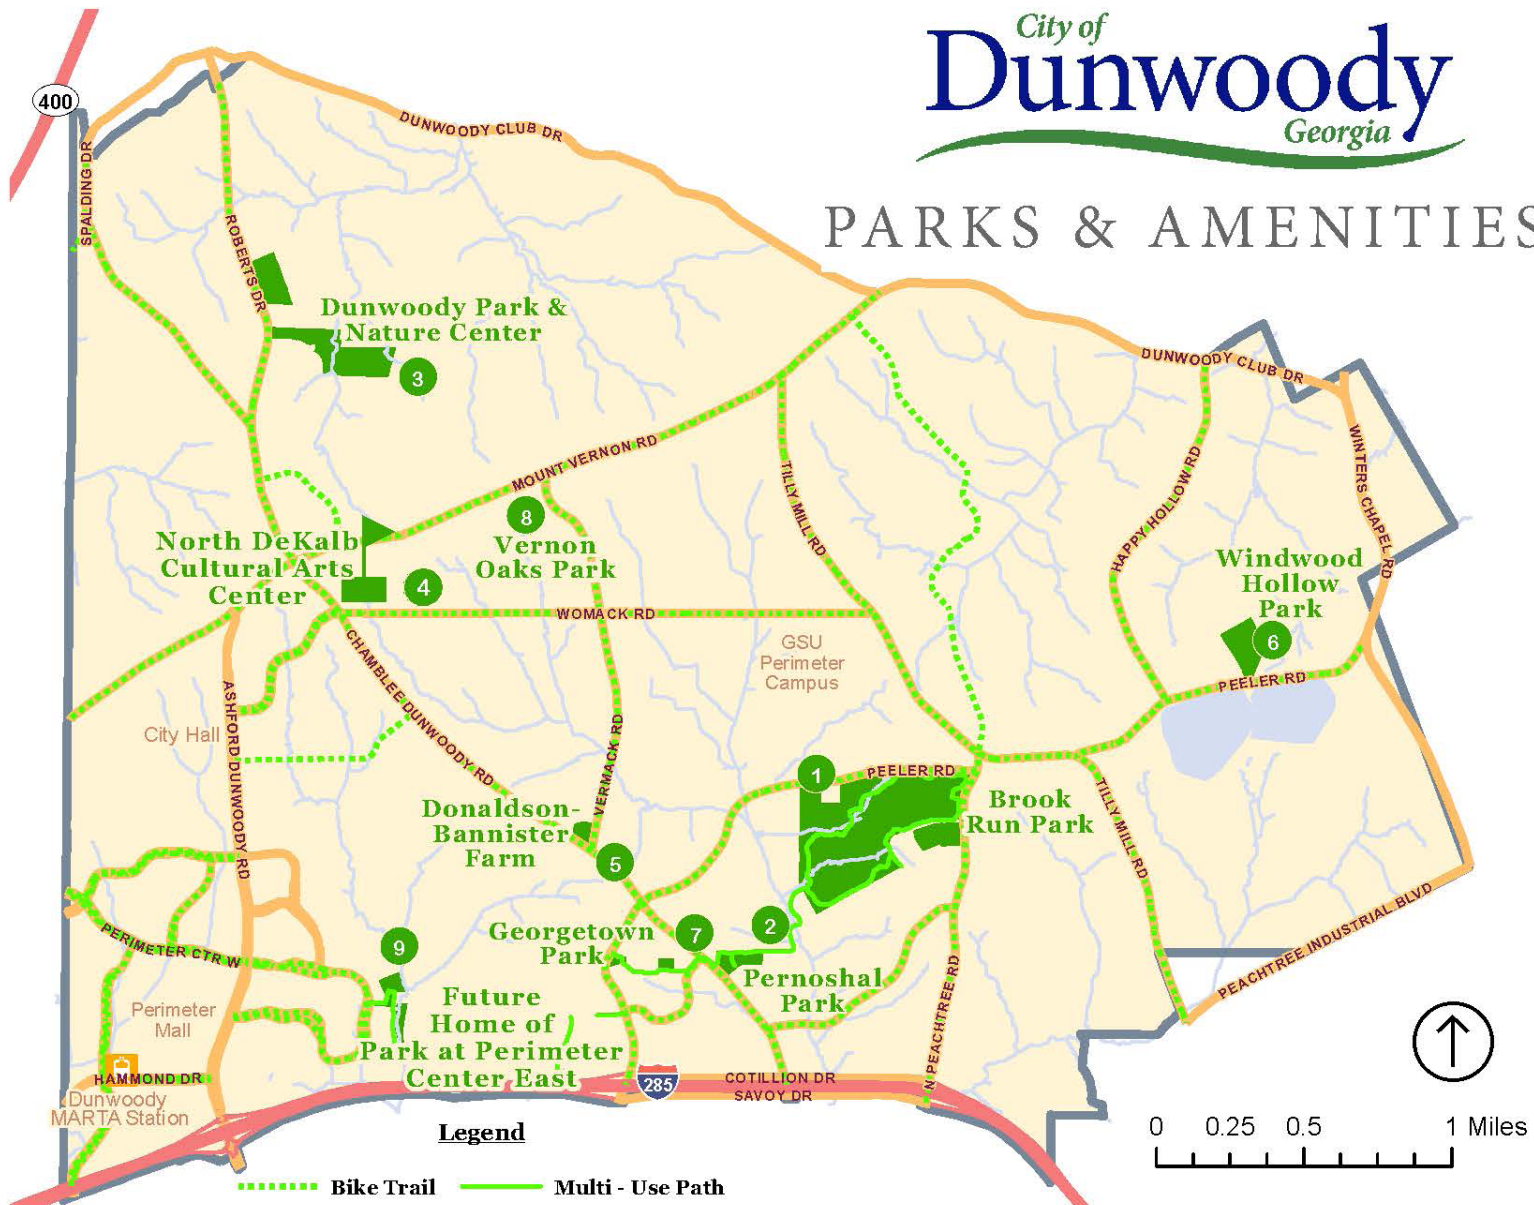 City of
Dunwoody
Georgia
PARKS & AMENITIES
400
DUNWOODY CLUB DR
SPALDING DR
ROBERTS DR
Dunwoody Park &
Nature Center
3
DUNWOODY CLUB DR
MOUNT VERNON RD
TILLY MILL RD
HAPPY HOLLOW RD
WINTERS CHAPEL RD
8
Vernon
Oaks Park
North DeKalb
Cultural Arts
Center
4
Windwood
Hollow
Park
6
WOMACK RD
GSU
Perimeter
Campus
CHAMBLEE DUNWOODY RD
PEELER RD
ASHFORD DUNWOODY RD
City Hall
VERMACK RD
1
PEELER RD
Brook
Run Park
TILLY MILL RD
Donaldson-
Bannister
Farm
5
PEACHTREE INDUSTRIAL BLVD
PERIMETER CTR W
9
Georgetown
Park
7
2
Pernoshal
Park
N PEACHTREE RD
Future
Home of
Park at Perimeter
Center East
Perimeter
Mall
HAMMOND DR
Dunwoody
MARTA Station
285
COTILLION DR
SAVOY DR
0 0.25 0.5 1 Miles
Legend
Bike Trail
Multi - Use Path